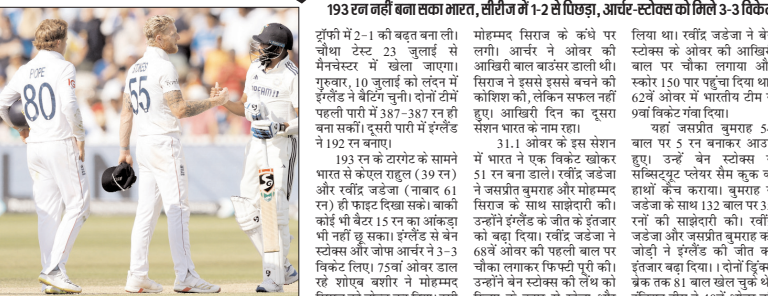 193 रन नहीं बना सका भारत, सीरीज में 1-2 से पिछड़ा, आर्चर-स्टोक्स को मिले 3-3 विकेट
POPE
80
STOKES
55
DREAM11
SG
ट्रॉफी में 2-1 की बढ़त बना ली।
चौथा टेस्ट 23 जुलाई से
मैनचेस्टर में खेला जाएगा।
गुरुवार, 10 जुलाई को लंदन में
इंग्लैंड ने बैटिंग चुनी। दोनों टीमें
पहली पारी में 387-387 रन ही
बना सकीं। दूसरी पारी में इंग्लैंड
ने 192 रन बनाए।
193 रन के टारगेट के सामने
भारत से केएल राहुल (39 रन)
और रवींद्र जडेजा (नाबाद 61
रन) ही फाइट दिखा सके। बाकी
कोई भी बैटर 15 रन का आंकड़ा
भी नहीं छू सका। इंग्लैंड से बेन
स्टोक्स और जोफ आर्चर ने 3-3
विकेट लिए। 75वां ओवर डाल
रहे शोएब बशीर ने मोहम्मद
मोहम्मद सिराज के कंधे पर
लगी। आर्चर ने ओवर की
आखिरी बाल बाउंसर डाली थी।
सिराज ने इससे इससे बचने की
कोशिश की, लेकिन सफल नहीं
हुए। आखिरी दिन का दूसरा
सेशन भारत के नाम रहा।
31.1 ओवर के इस सेशन
में भारत ने एक विकेट खोकर
51 रन बना डाले। रवींद्र जडेजा
ने जसप्रीत बुमराह और मोहम्मद
सिराज के साथ साझेदारी की।
उन्होंने इंग्लैंड की जीत के इंतजार
को बढ़ा दिया। रवींद्र जडेजा ने
68वें ओवर की पहली बाल पर
चौका लगाकर फिफ्टी पूरी की।
उन्होंने बेन स्टोक्स की लेंथ को
लिया था। रवींद्र जडेजा ने
स्टोक्स के ओवर की
बाल पर चौका लगाया और
स्कोर 150 पार पहुंचा दिया
62वें ओवर में भारतीय टीम
9वां विकेट गंवा दिया।
यहां जसप्रीत बुमराह
बाल पर 5 रन बनाकर
हुए। उन्हें बेन स्टोक्स
सब्सिट्यूट प्लेयर सैम कुक
हाथों कैच कराया। बुमराह
जडेजा के साथ 132 बाल पर
रनों की साझेदारी की।
जडेजा और जसप्रीत बुमराह
जोड़ी ने इंग्लैंड की जीत
इंतजार बढ़ा दिया।। दोनों
ब्रेक तक 81 बाल खेल चुके